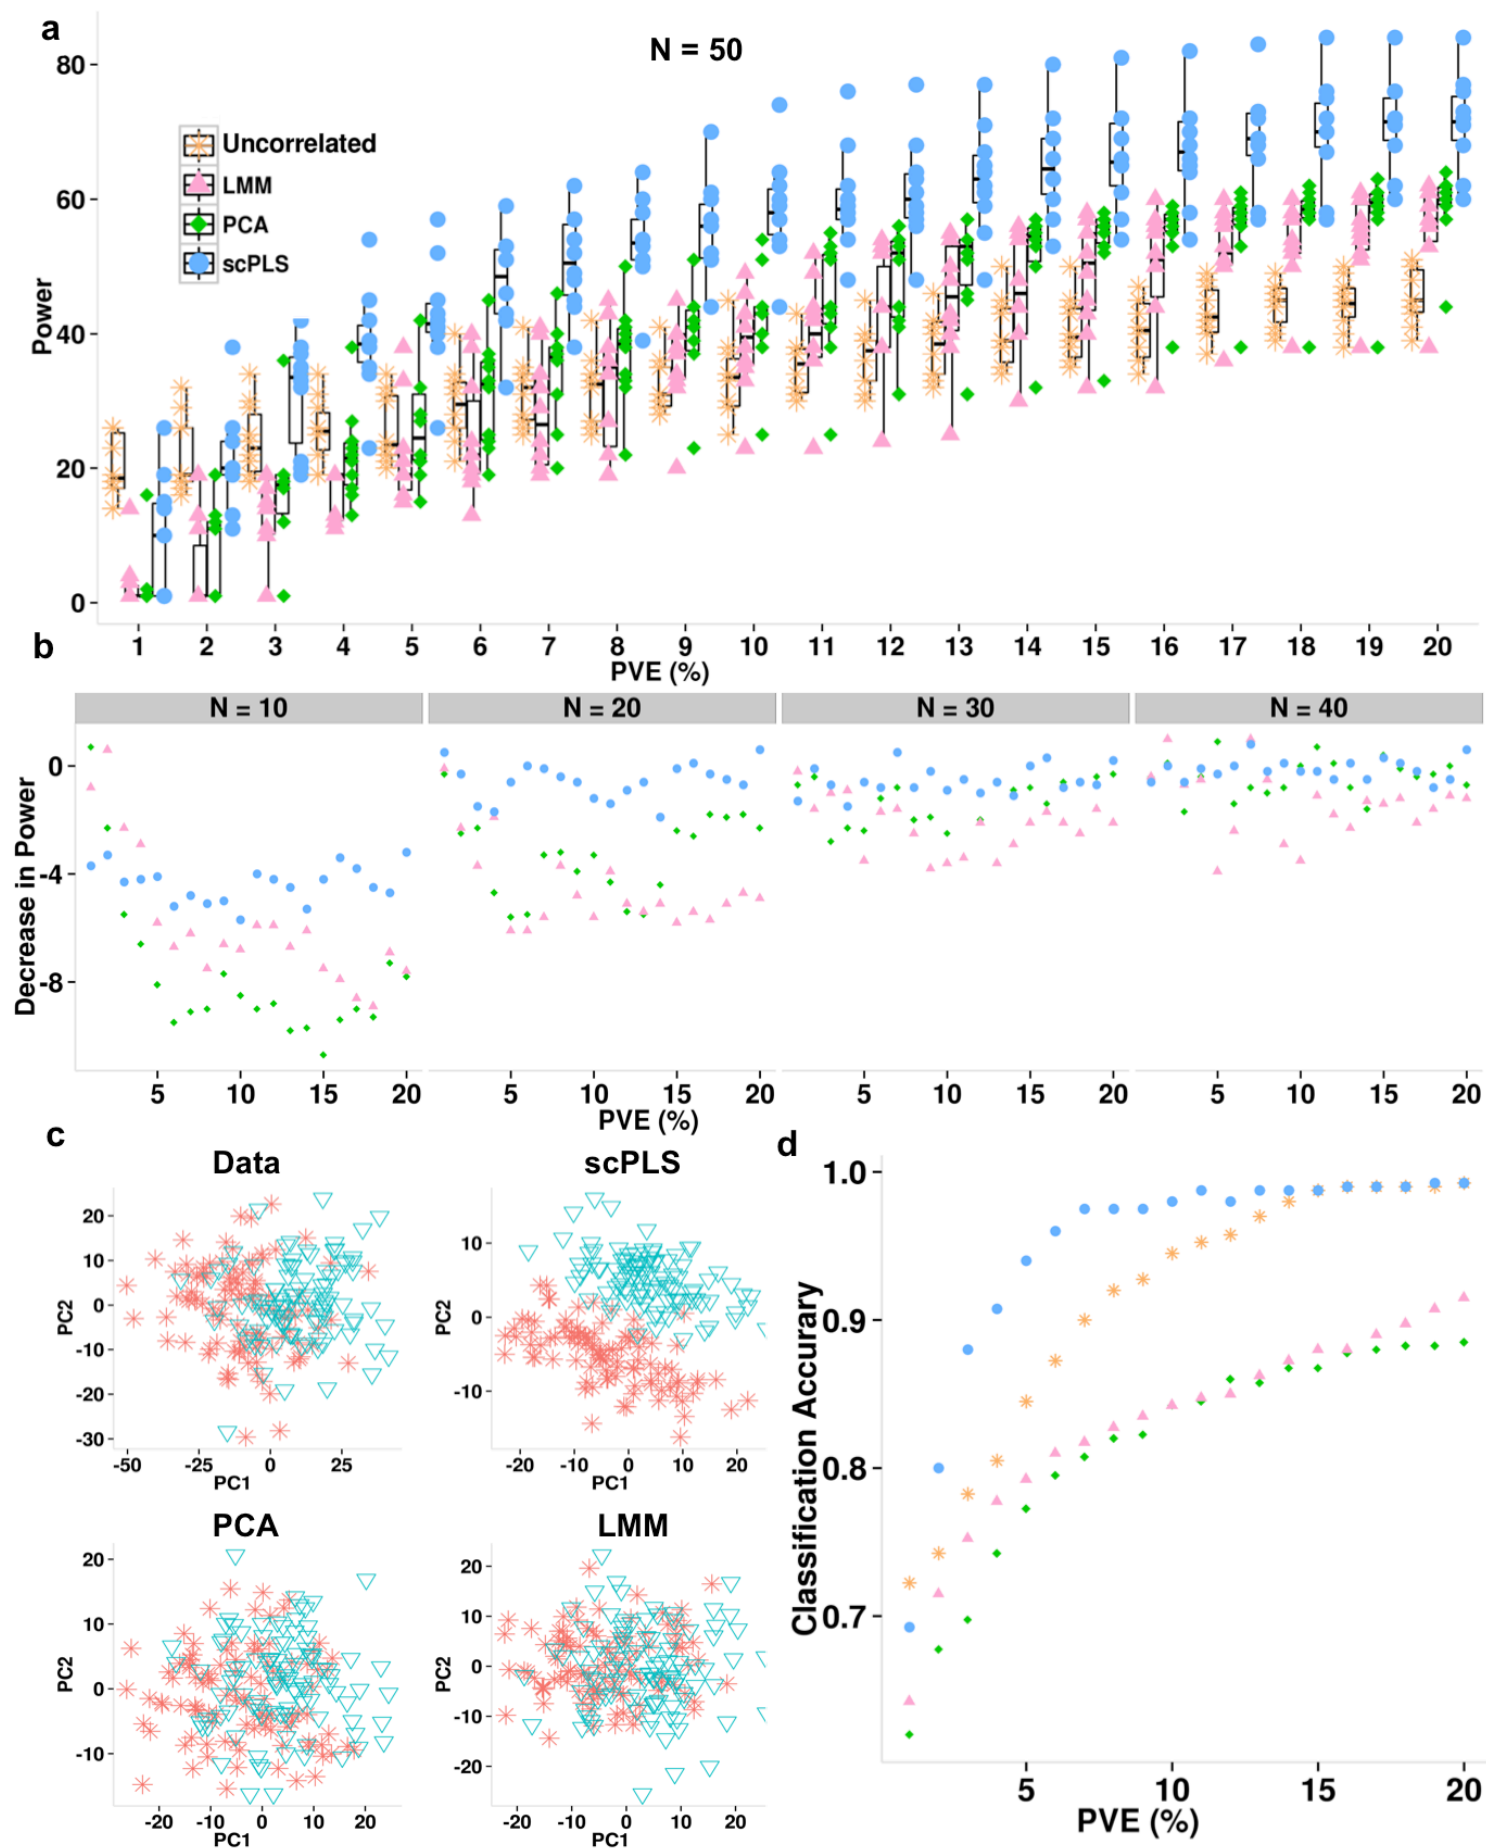 a
N = 50
80
60
40
20
0
Power
Uncorrelated
LMM
PCA
scPLS
1 2 3 4 5 6 7 8 9 10 11 12 13 14 15 16 17 18 19 20
PVE (%)
b
N = 10 N = 20 N = 30 N = 40
0
-4
-8
Decrease in Power
5 10 15 20 5 10 15 20 5 10 15 20 5 10 15 20
PVE (%)
c
Data
20
10
0
-10
-20
-30
PC2
-50 -25 0 25
PC1
scPLS
10
0
-10
PC2
-20 -10 0 10 20
PC1
PCA
20
10
0
-10
PC2
-20 -10 0 10 20
PC1
LMM
20
10
0
-10
-20
PC2
-20 -10 0 10 20
PC1
d
1.0
0.9
0.8
0.7
Classification Accurary
5 10 15 20
PVE (%)